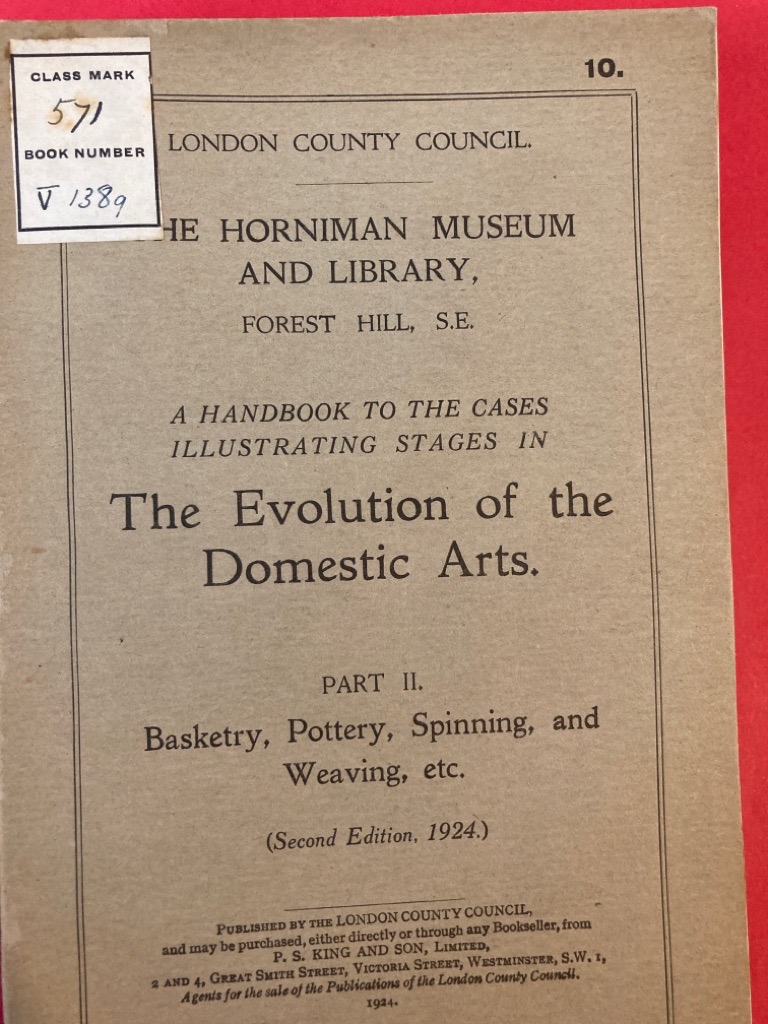 CLASS MARK
571
BOOK NUMBER
V 1389
10.
LONDON COUNTY COUNCIL.
HE HORNIMAN MUSEUM
AND LIBRARY,
FOREST HILL, S.E.
A HANDBOOK TO THE CASES
ILLUSTRATING STAGES IN
The Evolution of the
Domestic Arts.
PART II.
Basketry, Pottery, Spinning, and
Weaving, etc.
(Second Edition, 1924.)
PUBLISHED BY THE LONDON COUNTY COUNCIL,
and may be purchased, either directly or through any Bookseller, from
P. S. KING AND SON, LIMITED,
2 AND 4, GREAT SMITH STREET, VICTORIA STREET, WESTMINSTER, S.W. 1,
Agents for the sale of the Publications of the London County Council.
1924.